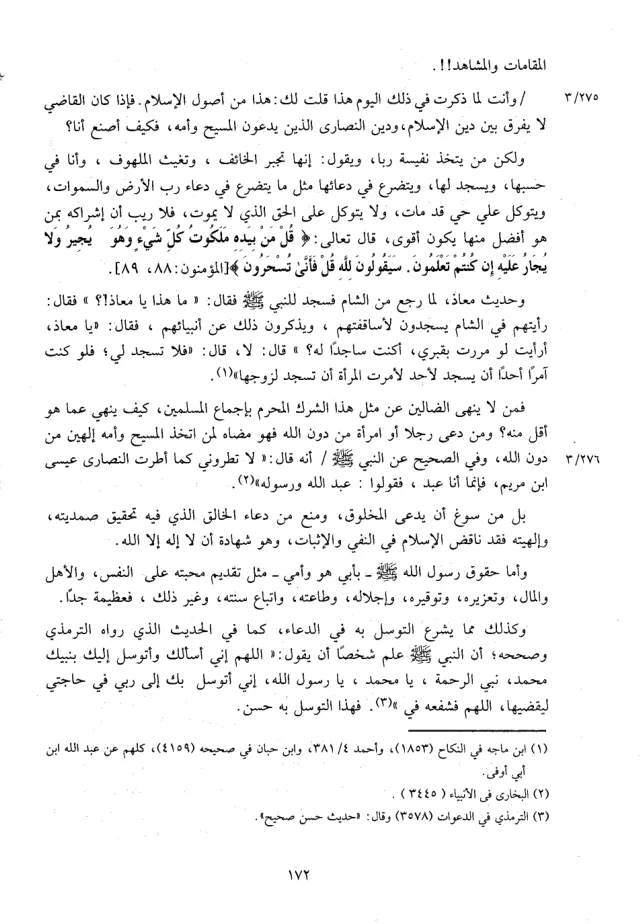 المقامات والمشاهد!! .
٣/٢٧٥ / وأنت لما ذكرت في ذلك اليوم هذا قلت لك: هذا من أصول الإسلام. فإذا كان القاضي
لا يفرق بين دين الإسلام، ودين النصارى الذين يدعون المسيح وأمه، فكيف أصنع أنا؟
ولكن من يتخذ نفيسة ربا، ويقول: إنها تجبر الخائف ، وتغيث الملهوف ، وأنا في
حسبها، ويسجد لها، ويتضرع في دعائها مثل ما يتضرع في دعاء رب الأرض والسموات،
ويتوكل علي حي قد مات، ولا يتوكل على الحق الذي لا يموت، فلا ريب أن إشراكه بمن
هو أفضل منها يكون أقوى، قال تعالى: ﴿ قُلْ مَنْ بِيَدِهِ مَلَكُوتُ كُلِّ شَيْءٍ وَهُوَ يُجِيرُ وَلا
يُجَارُ عَلَيْهِ إِن كُنتُمْ تَعْلَمُونَ . سَيَقُولُونَ لِلَّهِ قُلْ فَأَنَّىٰ تُسْحَرُونَ ﴾[المؤمنون: ٨٨، ٨٩].
وحديث معاذ، لما رجع من الشام فسجد للنبي ﷺ فقال: « ما هذا يا معاذ!؟ » فقال:
رأيتهم في الشام يسجدون لأساقفتهم ، ويذكرون ذلك عن أنبيائهم ، فقال: «يا معاذ،
أرأيت لو مررت بقبري، أكنت ساجدًا له؟ » قال: لا، قال: «فلا تسجد لي؛ فلو كنت
آمرًا أحدًا أن يسجد لأحد لأمرت المرأة أن تسجد لزوجها»(١).
فمن لا ينهى الضالين عن مثل هذا الشرك المحرم بإجماع المسلمين، كيف ينهي عما هو
أقل منه؟ ومن دعى رجلا أو امرأة من دون الله فهو مضاه لمن اتخذ المسيح وأمه إلهين من
٣/٢٧٦ دون الله، وفي الصحيح عن النبي ﷺ / أنه قال: « لا تطروني كما أطرت النصارى عيسى
ابن مريم، فإنما أنا عبد ، فقولوا : عبد الله ورسوله»(٢).
بل من سوغ أن يدعى المخلوق، ومنع من دعاء الخالق الذي فيه تحقيق صمديته،
وإلهيته فقد ناقض الإسلام في النفي والإثبات، وهو شهادة أن لا إله إلا الله.
وأما حقوق رسول الله ﷺ ـ بأبي هو وأمي ـ مثل تقديم محبته على النفس، والأهل
والمال، وتعزيره، وتوقيره، وإجلاله، وطاعته، واتباع سنته، وغير ذلك ، فعظيمة جدًا.
وكذلك مما يشرع التوسل به في الدعاء، كما في الحديث الذي رواه الترمذي
وصححه؛ أن النبي ﷺ علم شخصًا أن يقول: « اللهم إني أسألك وأتوسل إليك بنبيك
محمد، نبي الرحمة ، يا محمد ، يا رسول الله، إني أتوسل بك إلى ربي في حاجتي
ليقضيها، اللهم فشفعه في »(٣). فهذا التوسل به حسن.
(١) ابن ماجه في النكاح (١٨٥٣)، وأحمد ٤/ ٣٨١، وابن حبان في صحيحه (٤١٥٩)، كلهم عن عبد الله ابن
أبي أوفى.
(٢) البخارى فى الأنبياء ( ٣٤٤٥ ) .
(٣) الترمذي في الدعوات (٣٥٧٨) وقال: «حديث حسن صحيح».
١٧٢